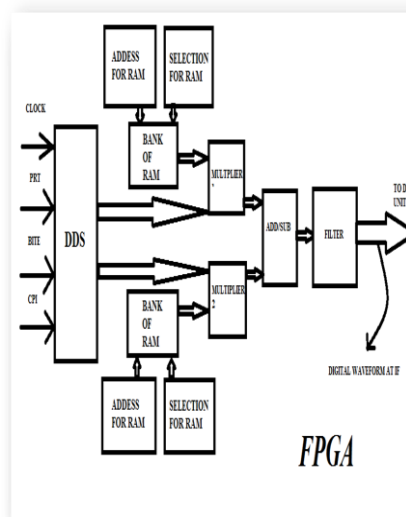 ADDESS
FOR RAM
SELECTION
FOR RAM
CLOCK
BANK
OF
RAM
MULTIPLIER
PRT
DDS
BITE
CPI
ADD/SUB
FILTER
TO D
UNIT
MULTIPLIER
2
BANK
OF
RAM
DIGITAL WAVEFORM AT IF
ADDESS
FOR RAM
SELECTION
FOR RAM
FPGA